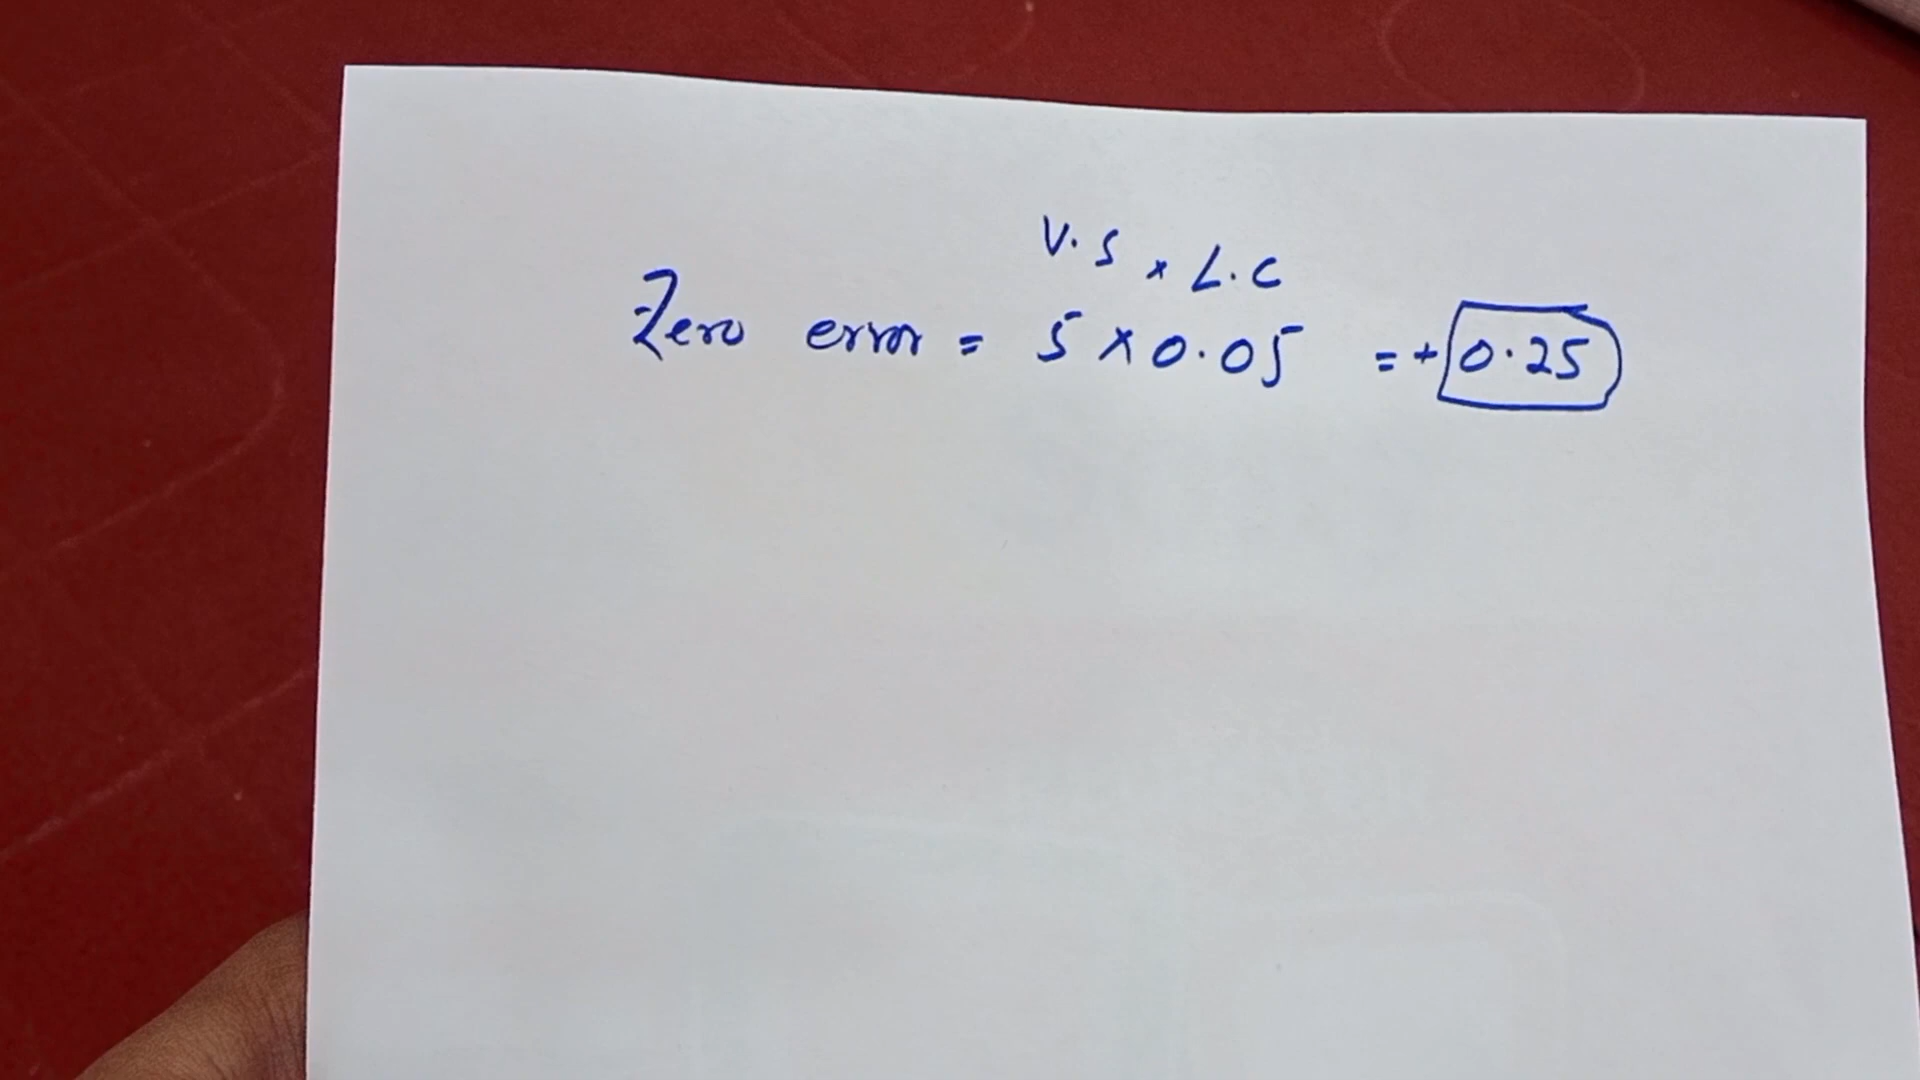 V.S × L.C
Zero error = 5 × 0.05 = + 0.25